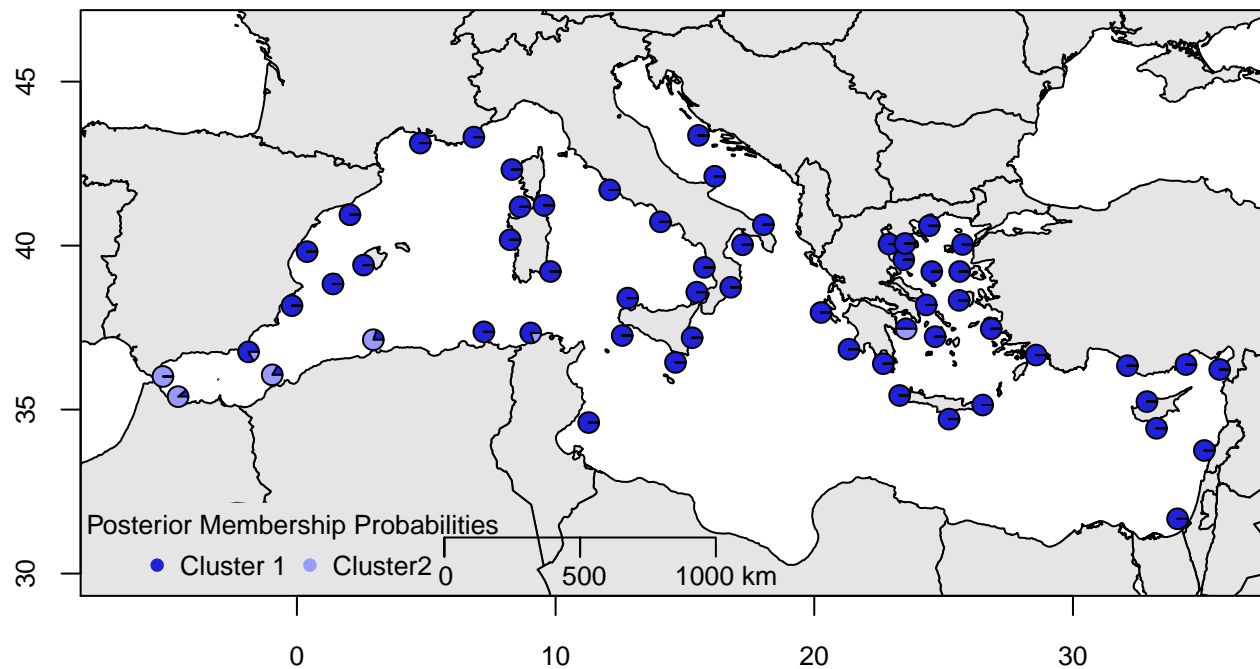 45
40
35
30
Posterior Membership Probabilities
Cluster 1 Cluster2
0 500 1000 km
0 10 20 30